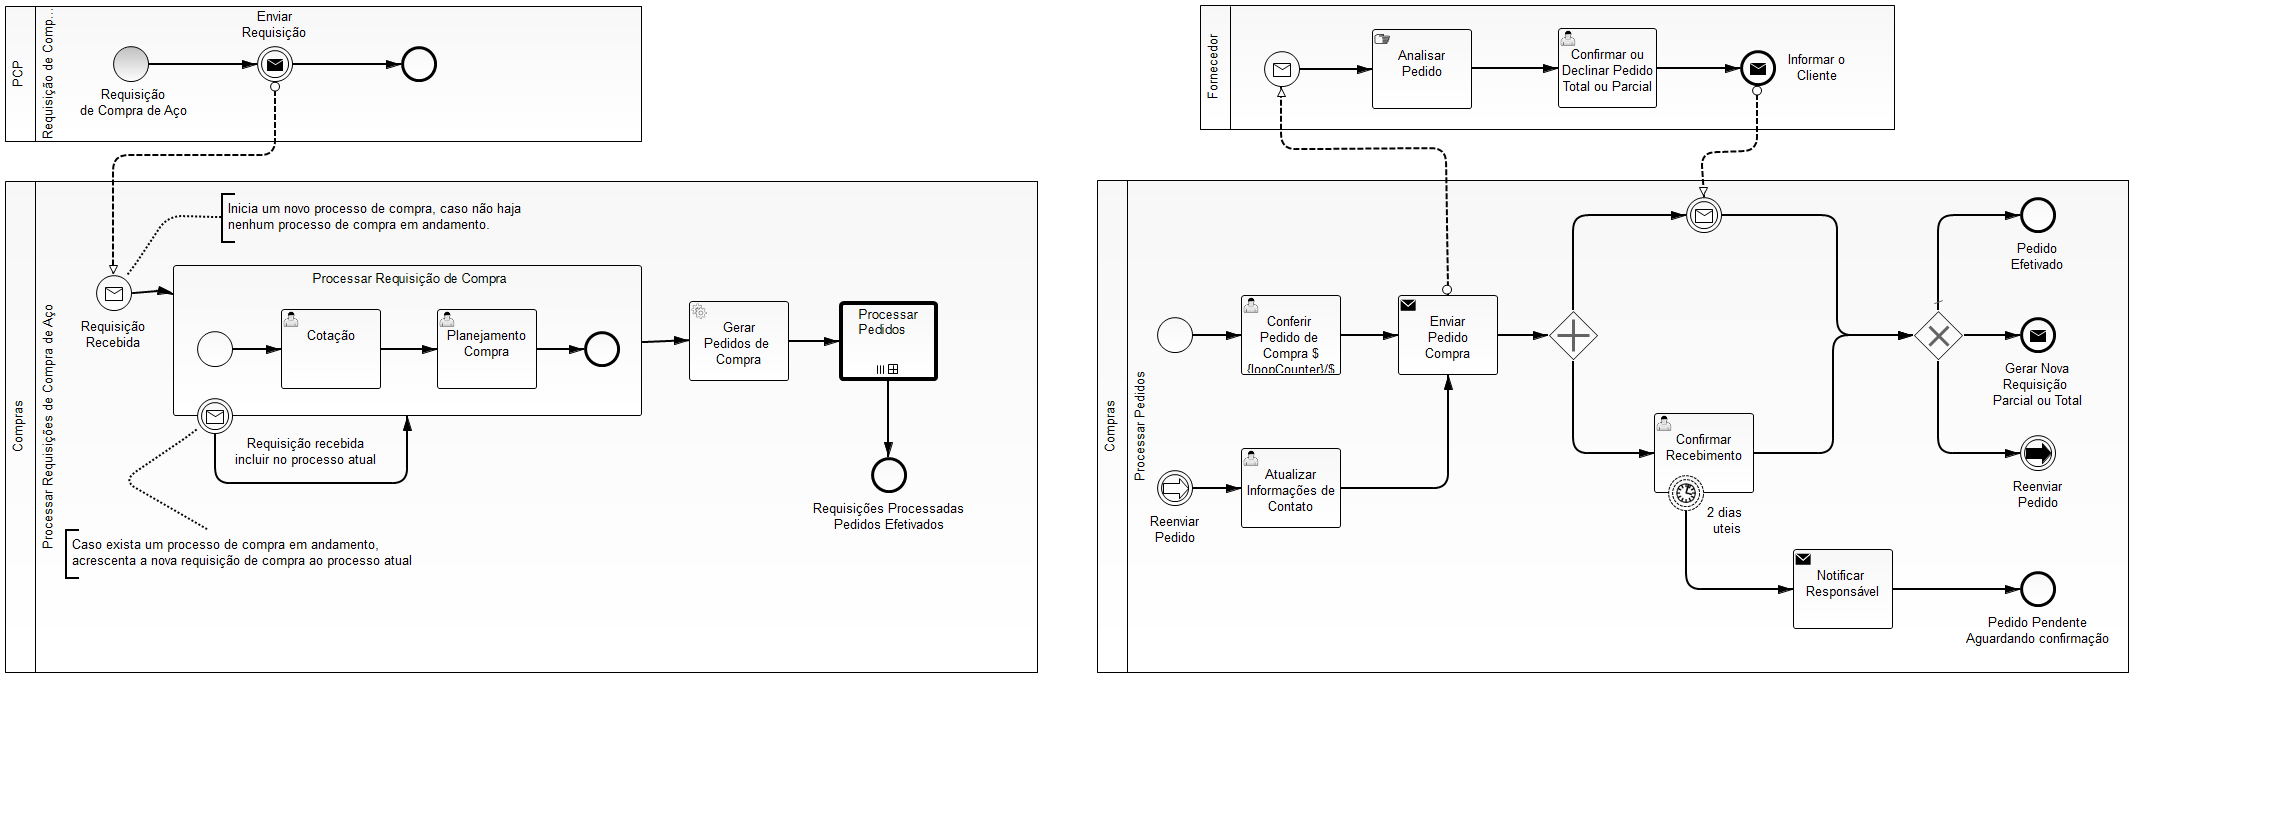 PCP
Requisição de Comp...
Enviar
Requisição
Requisição
de Compra de Aço
Compras
Processar Requisições de Compra de Aço
Inicia um novo processo de compra, caso não haja
nenhum processo de compra em andamento.
Requisição
Recebida
Processar Requisição de Compra
Cotação
Planejamento
Compra
Requisição recebida
incluir no processo atual
Caso exista um processo de compra em andamento,
acrescenta a nova requisição de compra ao processo atual
Gerar
Pedidos de
Compra
Processar
Pedidos
Requisições Processadas
Pedidos Efetivados
Fornecedor
Analisar
Pedido
Confirmar ou
Declinar Pedido
Total ou Parcial
Informar o
Cliente
Compras
Processar Pedidos
Conferir
Pedido de
Compra $
{loopCounter}/$
Enviar
Pedido
Compra
Reenviar
Pedido
Atualizar
Informações de
Contato
Confirmar
Recebimento
2 dias
uteis
Notificar
Responsável
Pedido
Efetivado
Gerar Nova
Requisição
Parcial ou Total
Reenviar
Pedido
Pedido Pendente
Aguardando confirmação